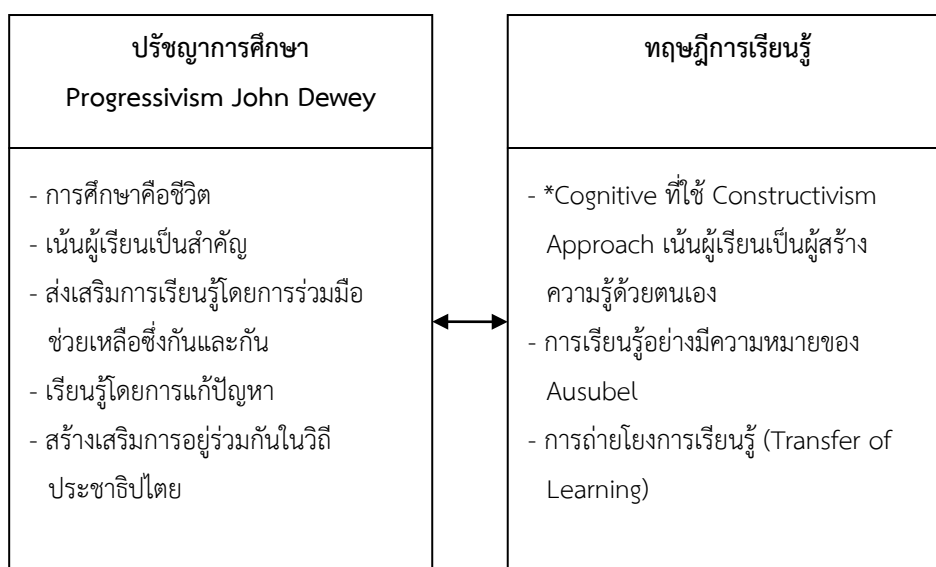 ปรัชญาการศึกษา
Progressivism John Dewey
- การศึกษาคือชีวิต
- เน้นผู้เรียนเป็นสำคัญ
- ส่งเสริมการเรียนรู้โดยการร่วมมือ
ช่วยเหลือซึ่งกันและกัน
- เรียนรู้โดยการแก้ปัญหา
- สร้างเสริมการอยู่ร่วมกันในวิถี
ประชาธิปไตย
ทฤษฎีการเรียนรู้
- *Cognitive ที่ใช้ Constructivism
Approach เน้นผู้เรียนเป็นผู้สร้าง
ความรู้ด้วยตนเอง
- การเรียนรู้อย่างมีความหมายของ
Ausubel
- การถ่ายโยงการเรียนรู้ (Transfer of
Learning)